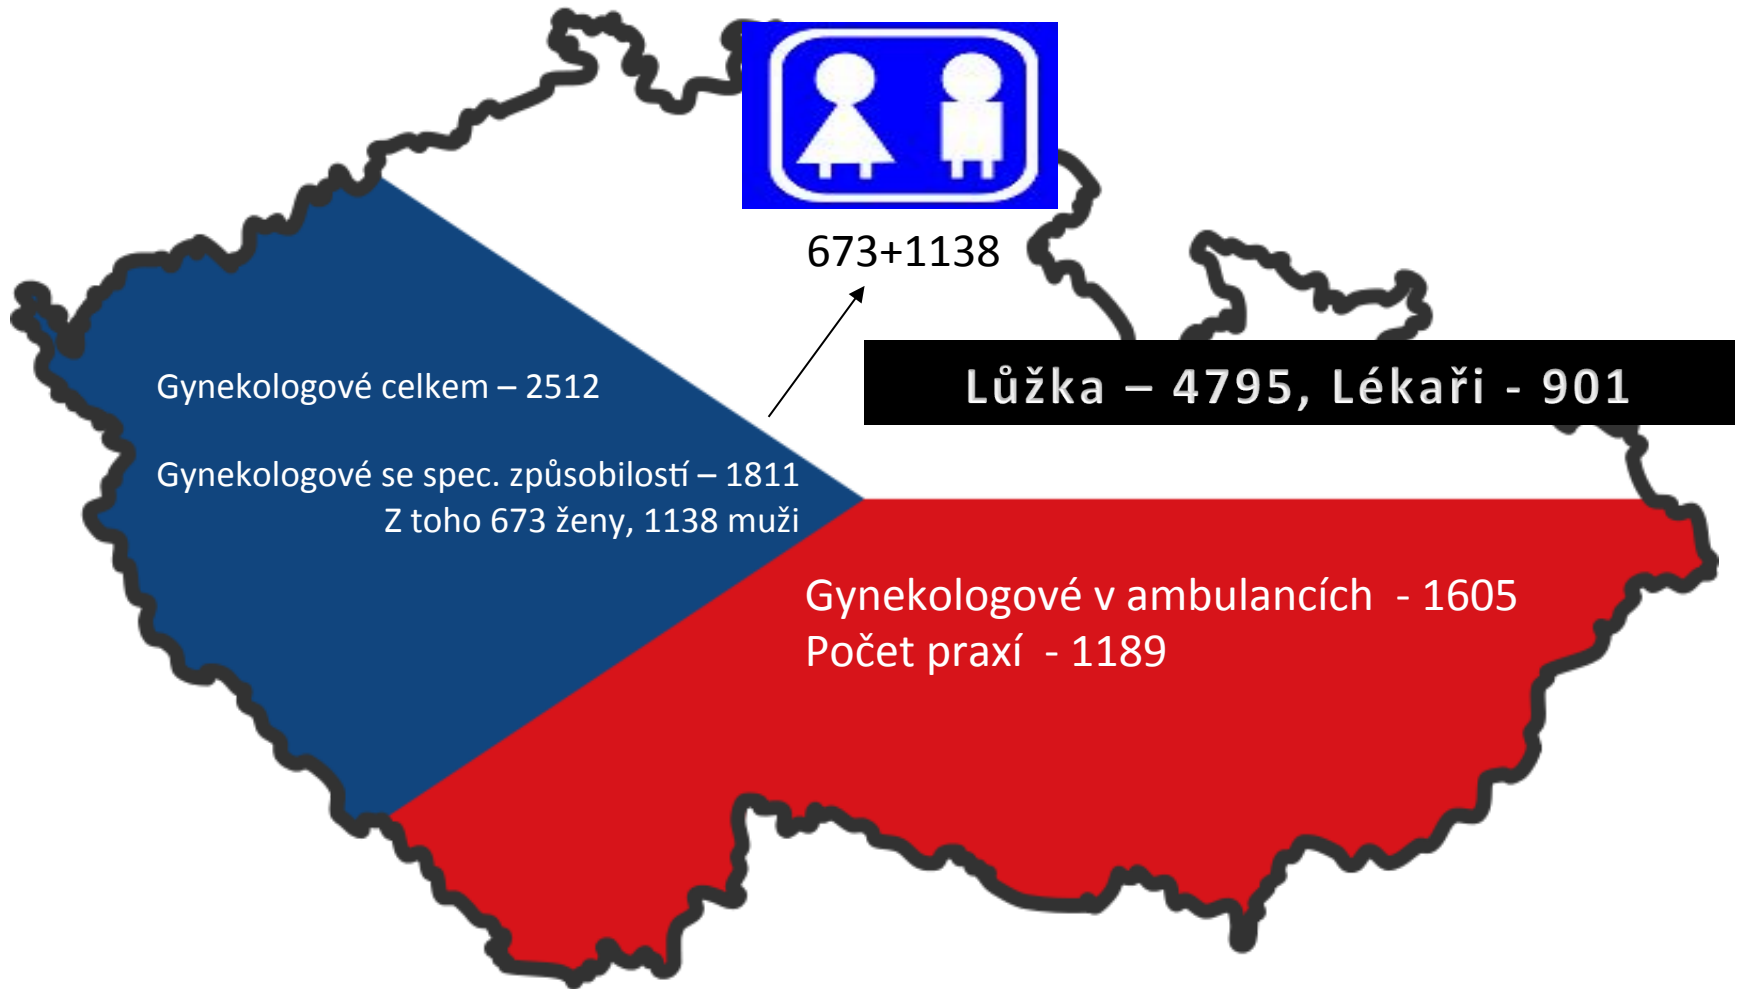 673+1138
Lůžka – 4795, Lékaři - 901
Gynekologové celkem – 2512
Gynekologové se spec. způsobilostí – 1811
Z toho 673 ženy, 1138 muži
Gynekologové v ambulancích  - 1605
Počet praxí  - 1189